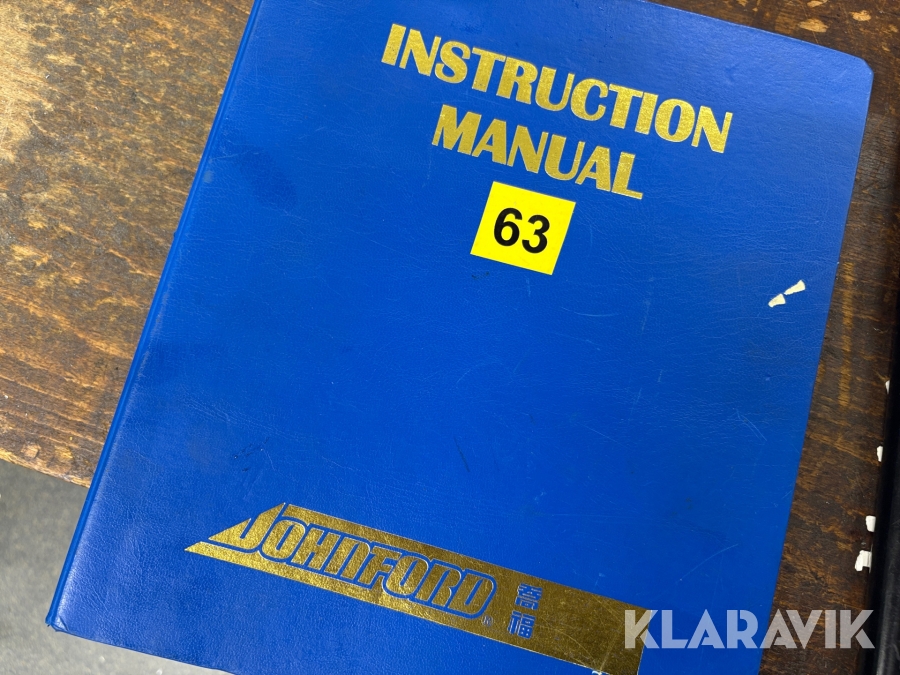 INSTRUCTION
MANUAL
63
JOHNFORD
喬福
KLARAVIK